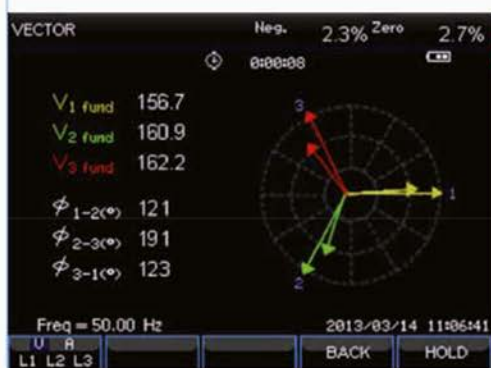 VECTOR Neg. 2.3% Zero 2.7%
0:00:08
V1 fund 156.7
V2 fund 160.9
V3 fund 162.2
ϕ1-2(°) 121
ϕ2-3(°) 191
ϕ3-1(°) 123
3
1
2
Freq = 50.00 Hz 2013/03/14 11:06:41
U A
L1 L2 L3 BACK HOLD